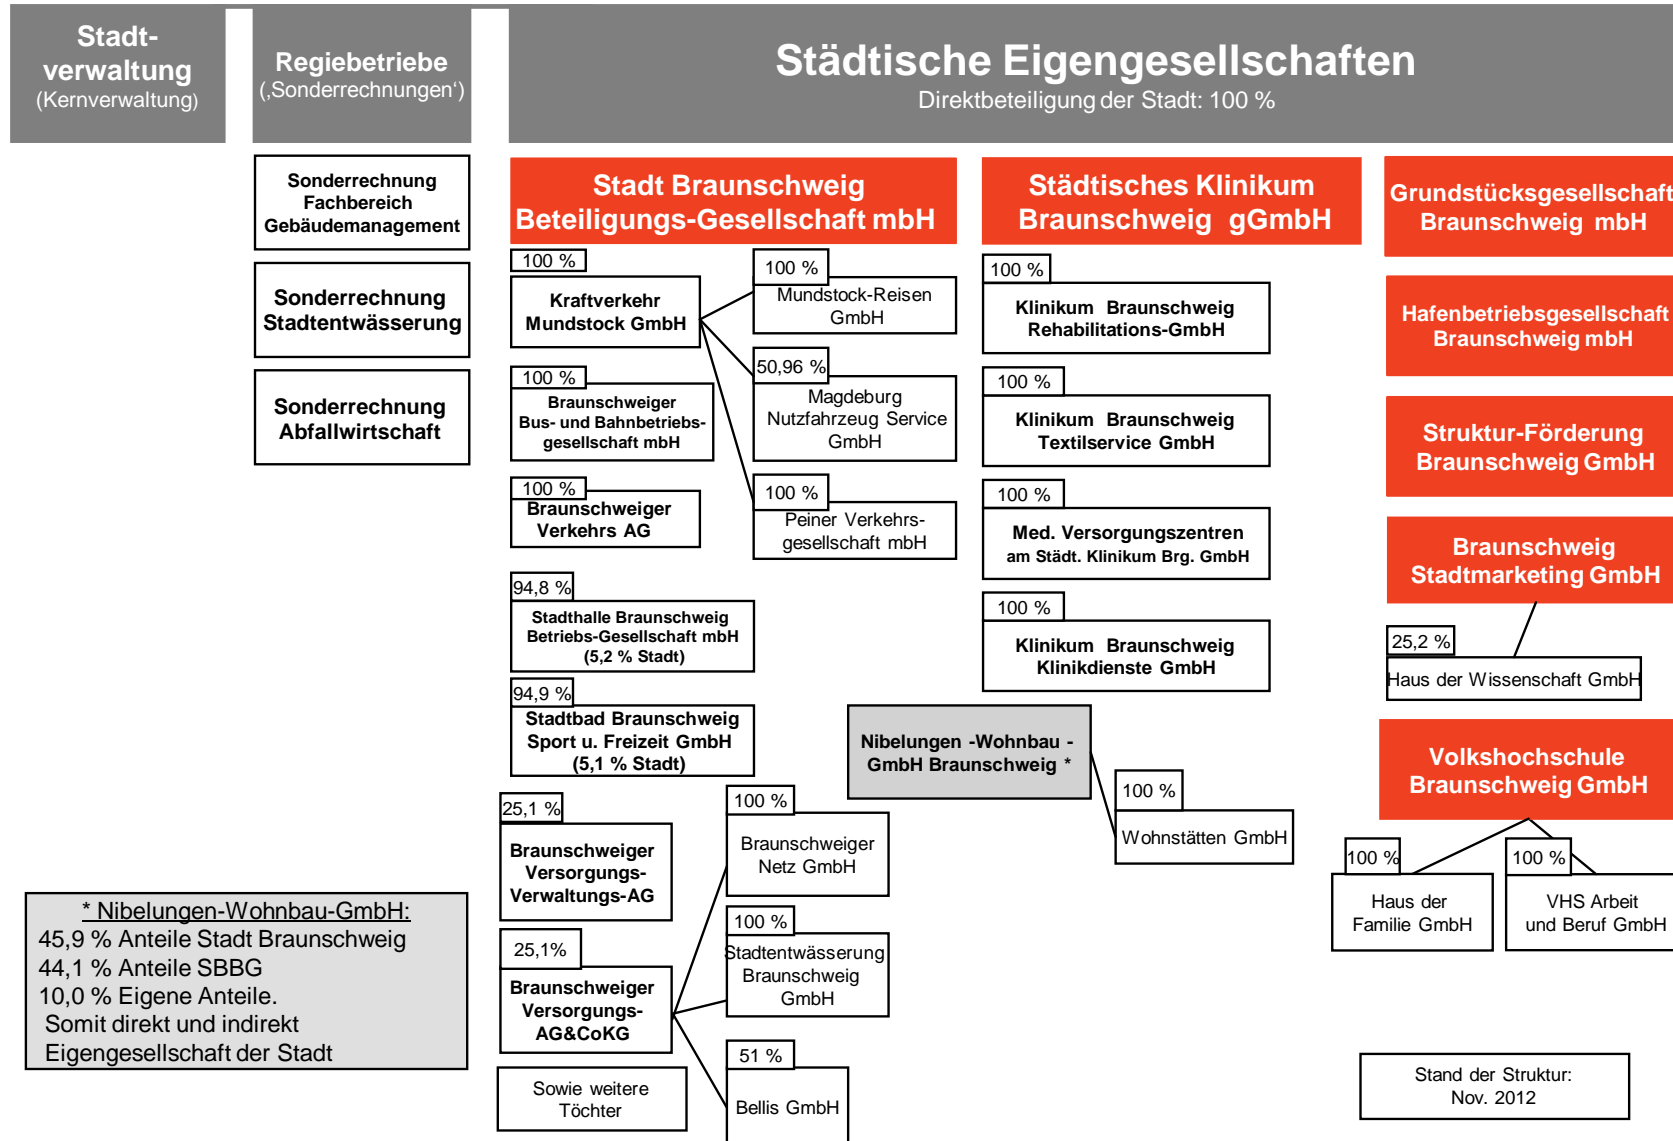 Stadt-
verwaltung
(Kernverwaltung)
Regiebetriebe
(‚Sonderrechnungen‘)
Städtische Eigengesellschaften
Direktbeteiligung der Stadt: 100 %
Sonderrechnung
Fachbereich
Gebäudemanagement
Sonderrechnung
Stadtentwässerung
Sonderrechnung
Abfallwirtschaft
Stadt Braunschweig
Beteiligungs-Gesellschaft mbH
100 %
Kraftverkehr
Mundstock GmbH
100 %
Mundstock-Reisen
GmbH
50,96 %
Magdeburg
Nutzfahrzeug Service
GmbH
100 %
Peiner Verkehrs-
gesellschaft mbH
100 %
Braunschweiger
Bus- und Bahnbetriebs-
gesellschaft mbH
100 %
Braunschweiger
Verkehrs AG
94,8 %
Stadthalle Braunschweig
Betriebs-Gesellschaft mbH
(5,2 % Stadt)
94,9 %
Stadtbad Braunschweig
Sport u. Freizeit GmbH
(5,1 % Stadt)
25,1 %
Braunschweiger
Versorgungs-
Verwaltungs-AG
25,1%
Braunschweiger
Versorgungs-
AG&CoKG
Sowie weitere
Töchter
100 %
Braunschweiger
Netz GmbH
100 %
Stadtentwässerung
Braunschweig
GmbH
51 %
Bellis GmbH
Städtisches Klinikum
Braunschweig gGmbH
100 %
Klinikum Braunschweig
Rehabilitations-GmbH
100 %
Klinikum Braunschweig
Textilservice GmbH
100 %
Med. Versorgungszentren
am Städt. Klinikum Brg. GmbH
100 %
Klinikum Braunschweig
Klinikdienste GmbH
Nibelungen -Wohnbau -
GmbH Braunschweig *
100 %
Wohnstätten GmbH
Grundstücksgesellschaft
Braunschweig mbH
Hafenbetriebsgesellschaft
Braunschweig mbH
Struktur-Förderung
Braunschweig GmbH
Braunschweig
Stadtmarketing GmbH
25,2 %
Haus der Wissenschaft GmbH
Volkshochschule
Braunschweig GmbH
100 %
Haus der
Familie GmbH
100 %
VHS Arbeit
und Beruf GmbH
* Nibelungen-Wohnbau-GmbH:
45,9 % Anteile Stadt Braunschweig
44,1 % Anteile SBBG
10,0 % Eigene Anteile.
Somit direkt und indirekt
Eigengesellschaft der Stadt
Stand der Struktur:
Nov. 2012